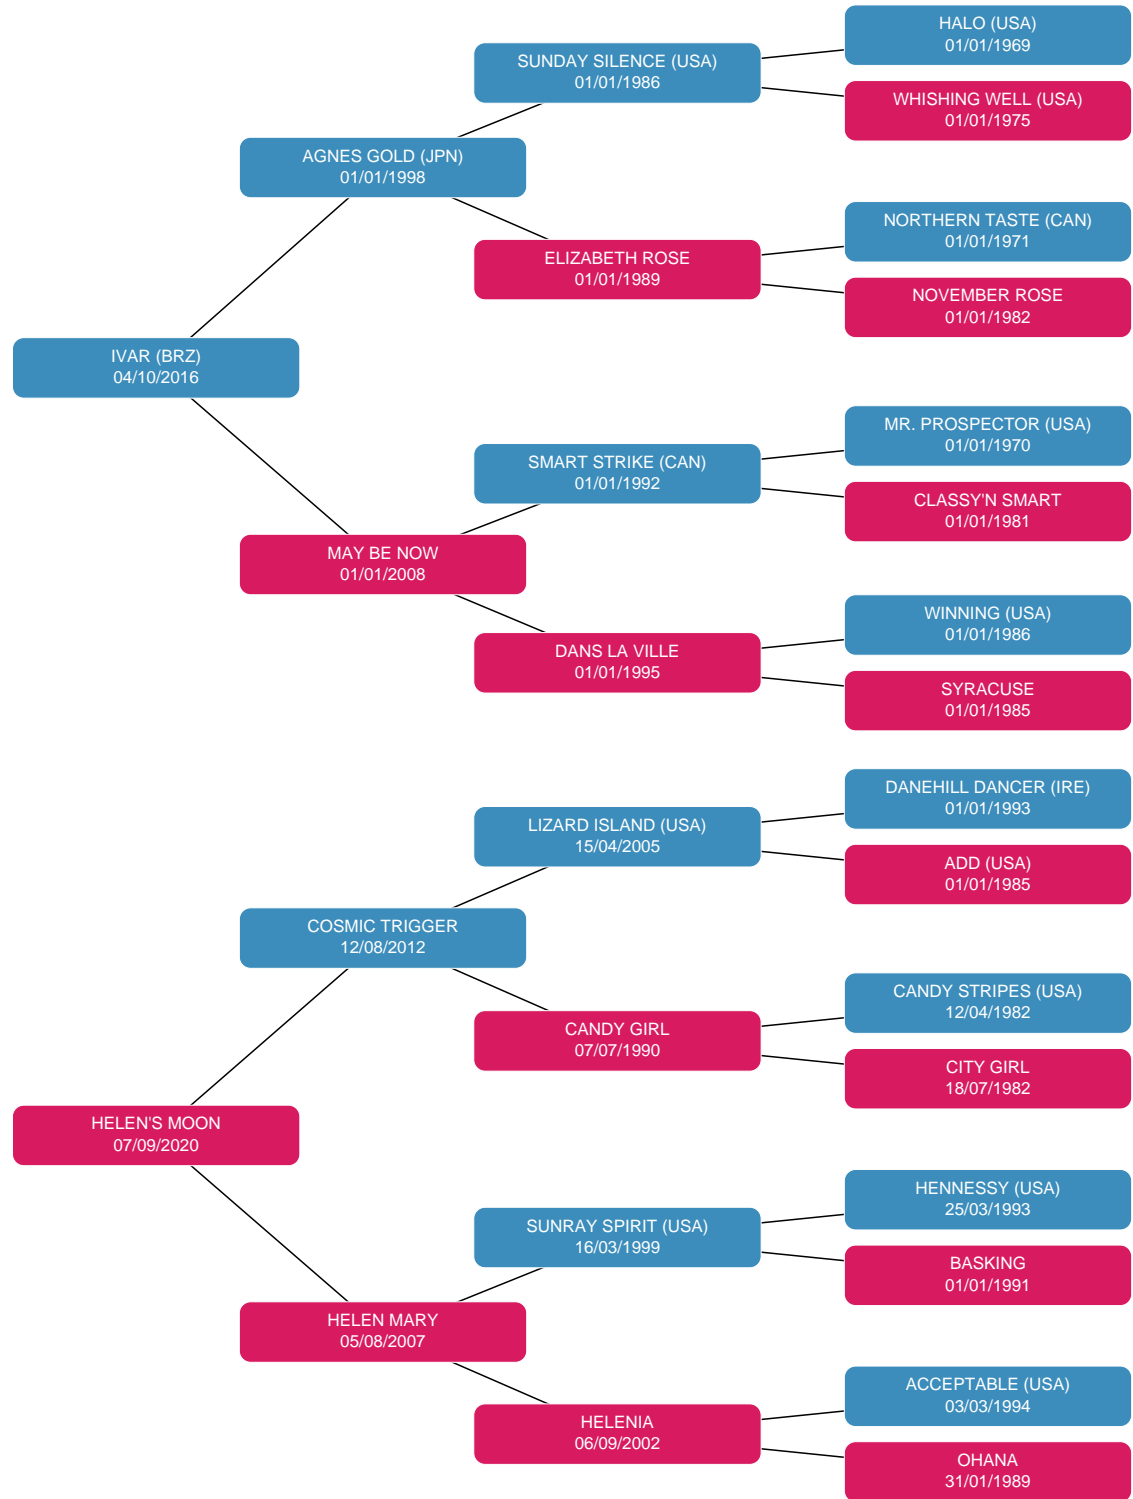 HALO (USA)
01/01/1969
SUNDAY SILENCE (USA)
01/01/1986
WHISHING WELL (USA)
01/01/1975
AGNES GOLD (JPN)
01/01/1998
NORTHERN TASTE (CAN)
01/01/1971
ELIZABETH ROSE
01/01/1989
NOVEMBER ROSE
01/01/1982
IVAR (BRZ)
04/10/2016
MR. PROSPECTOR (USA)
01/01/1970
SMART STRIKE (CAN)
01/01/1992
CLASSY'N SMART
01/01/1981
MAY BE NOW
01/01/2008
WINNING (USA)
01/01/1986
DANS LA VILLE
01/01/1995
SYRACUSE
01/01/1985
DANEHILL DANCER (IRE)
01/01/1993
LIZARD ISLAND (USA)
15/04/2005
ADD (USA)
01/01/1985
COSMIC TRIGGER
12/08/2012
CANDY STRIPES (USA)
12/04/1982
CANDY GIRL
07/07/1990
CITY GIRL
18/07/1982
HELEN'S MOON
07/09/2020
HENNESSY (USA)
25/03/1993
SUNRAY SPIRIT (USA)
16/03/1999
BASKING
01/01/1991
HELEN MARY
05/08/2007
ACCEPTABLE (USA)
03/03/1994
HELENIA
06/09/2002
OHANA
31/01/1989